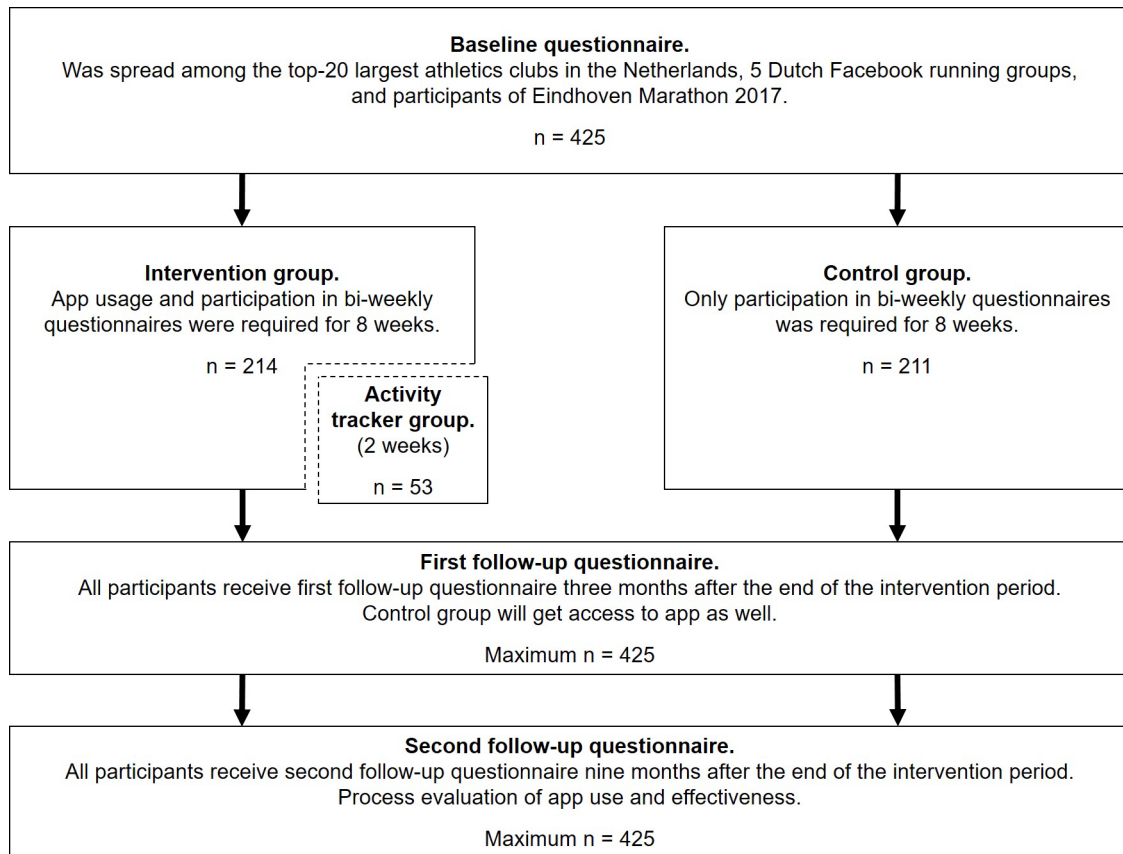 Baseline questionnaire.
Was spread among the top-20 largest athletics clubs in the Netherlands, 5 Dutch Facebook running groups,
and participants of Eindhoven Marathon 2017.
n = 425
Intervention group.
App usage and participation in bi-weekly
questionnaires were required for 8 weeks.
n = 214
Activity
tracker group.
(2 weeks)
n = 53
Control group.
Only participation in bi-weekly questionnaires
was required for 8 weeks.
n = 211
First follow-up questionnaire.
All participants receive first follow-up questionnaire three months after the end of the intervention period.
Control group will get access to app as well.
Maximum n = 425
Second follow-up questionnaire.
All participants receive second follow-up questionnaire nine months after the end of the intervention period.
Process evaluation of app use and effectiveness.
Maximum n = 425